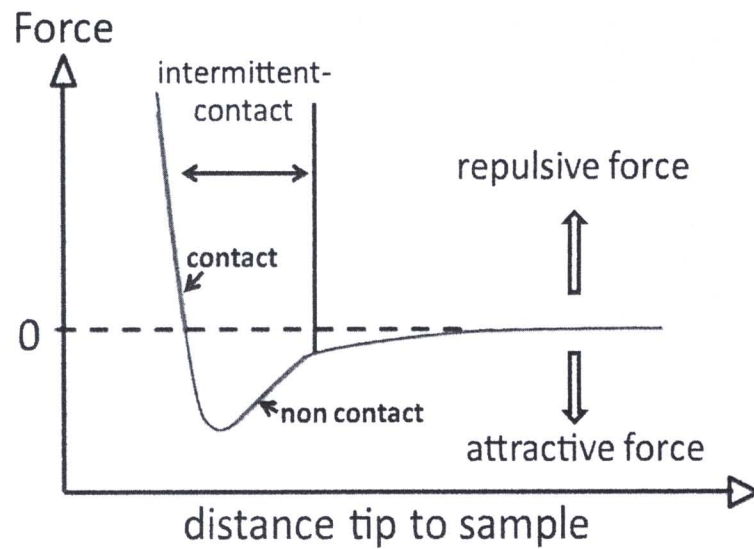 Force
intermittent-
contact
repulsive force
contact
0
non contact
attractive force
distance tip to sample